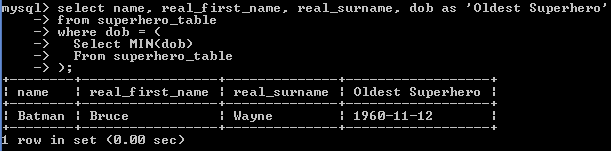 mysql> select name, real_first_name, real_surname, dob as 'Oldest Superhero'
    -> from superhero_table
    -> where dob = (
    ->   Select MIN(dob)
    ->   From superhero_table
    -> );
+--------+-----------------+--------------+------------------+
| name   | real_first_name | real_surname | Oldest Superhero |
+--------+-----------------+--------------+------------------+
| Batman | Bruce           | Wayne        | 1960-11-12       |
+--------+-----------------+--------------+------------------+
1 row in set (0.00 sec)